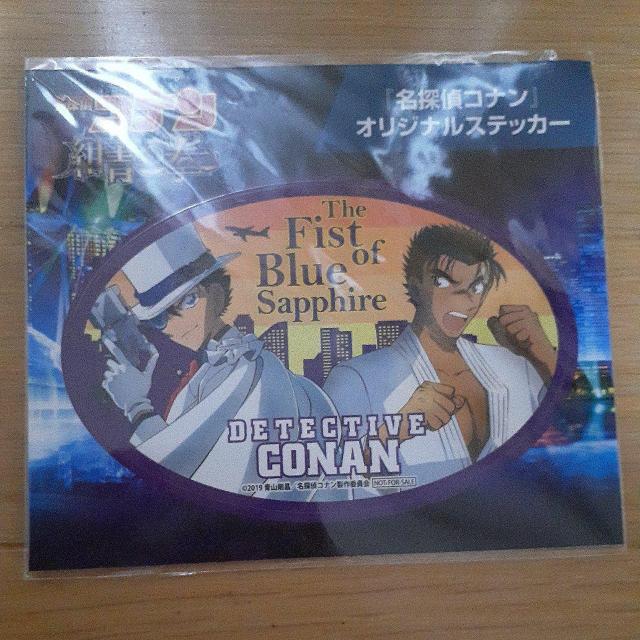 『名探偵コナン』
オリジナルステッカー
The
Fist
of
Blue
Sapphire
DETECTIVE
CONAN
©2019 青山剛昌/名探偵コナン製作委員会 NOT FOR SALE